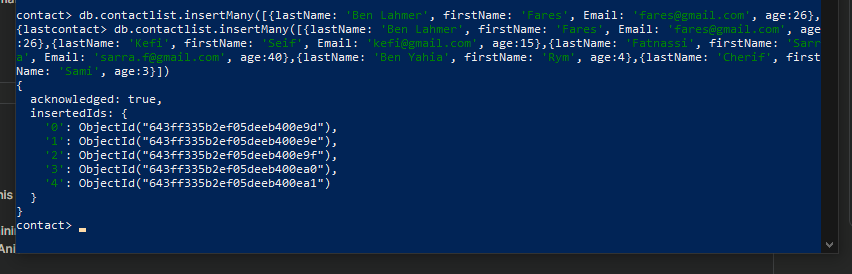 contact> db.contactlist.insertMany([{lastName: 'Ben Lahmer', firstName: 'Fares', Email: 'fares@gmail.com', age:26},
{lastcontact> db.contactlist.insertMany([{lastName: 'Ben Lahmer', firstName: 'Fares', Email: 'fares@gmail.com', age
:26},{lastName: 'Kefi', firstName: 'Seif', Email: 'kefi@gmail.com', age:15},{lastName: 'Fatnassi', firstName: 'Sarr
a', Email: 'sarra.f@gmail.com', age:40},{lastName: 'Ben Yahia', firstName: 'Rym', age:4},{lastName: 'Cherif', first
Name: 'Sami', age:3}])
{
acknowledged: true,
insertedIds: {
'0': ObjectId("643ff335b2ef05deeb400e9d"),
'1': ObjectId("643ff335b2ef05deeb400e9e"),
'2': ObjectId("643ff335b2ef05deeb400e9f"),
'3': ObjectId("643ff335b2ef05deeb400ea0"),
'4': ObjectId("643ff335b2ef05deeb400ea1")
}
}
contact>